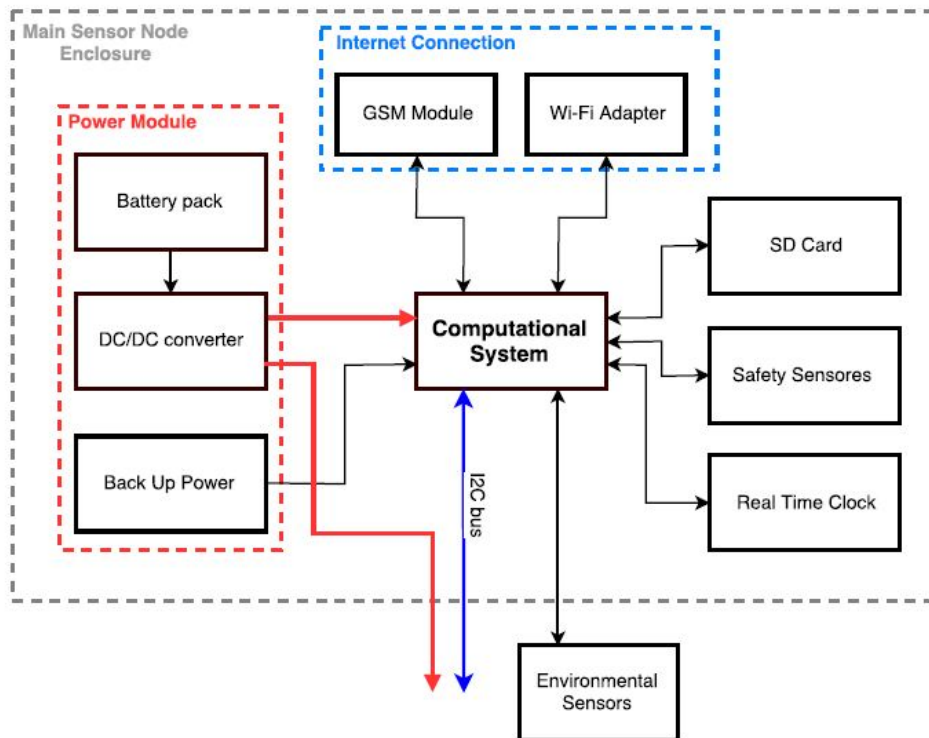 Main Sensor Node
Enclosure
Internet Connection
GSM Module
Wi-Fi Adapter
Power Module
Battery pack
SD Card
DC/DC converter
Computational
System
Safety Sensores
Back Up Power
I2C bus
Real Time Clock
Environmental
Sensors